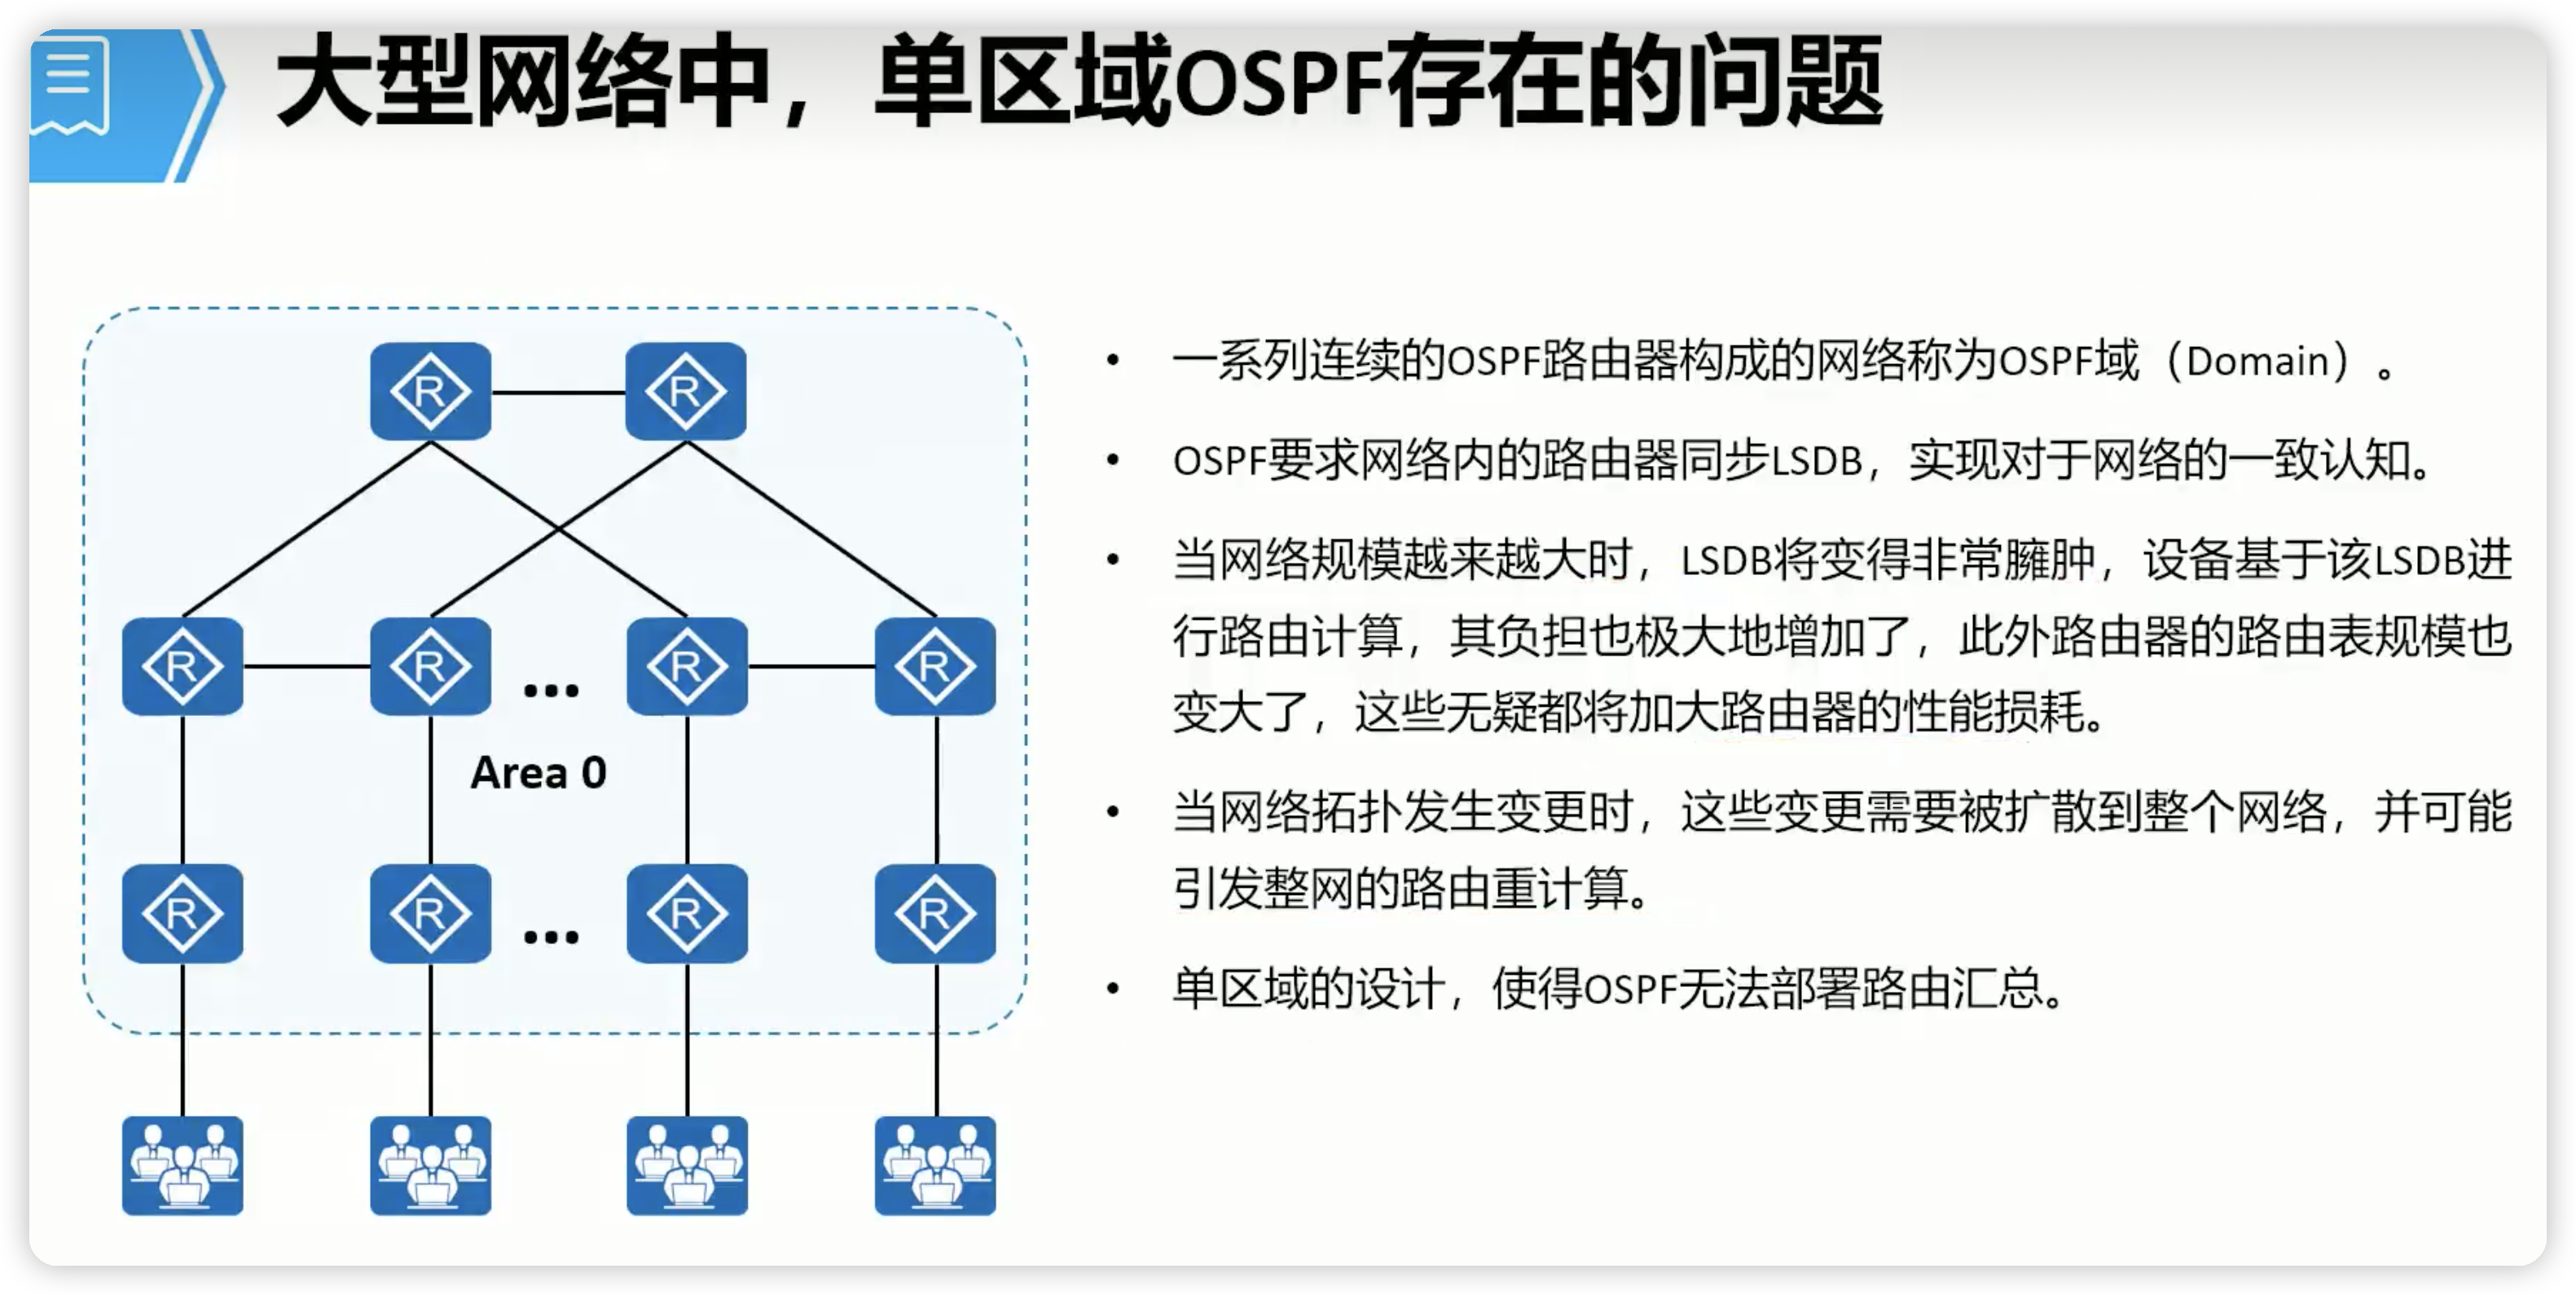 大型网络中，单区域OSPF存在的问题
R R
R R ... R R
Area 0
R R ... R R
• 一系列连续的OSPF路由器构成的网络称为OSPF域（Domain）。
• OSPF要求网络内的路由器同步LSDB，实现对于网络的一致认知。
• 当网络规模越来越大时，LSDB将变得非常臃肿，设备基于该LSDB进
行路由计算，其负担也极大地增加了，此外路由器的路由表规模也
变大了，这些无疑都将加大路由器的性能损耗。
• 当网络拓扑发生变更时，这些变更需要被扩散到整个网络，并可能
引发整网的路由重计算。
• 单区域的设计，使得OSPF无法部署路由汇总。